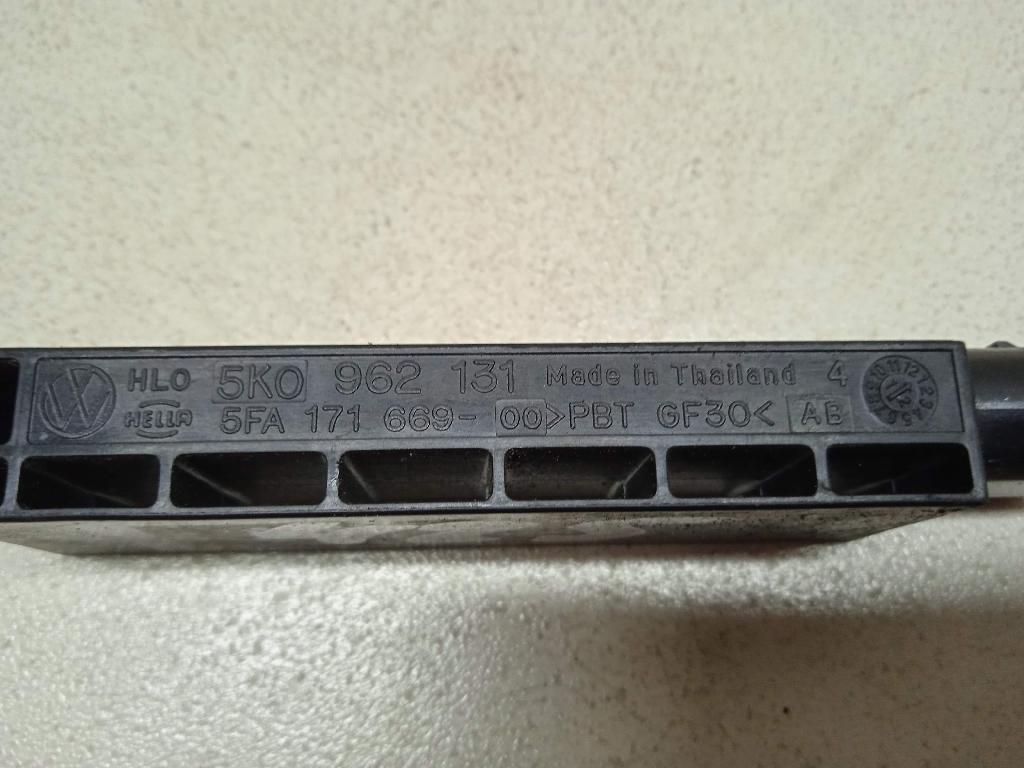 HLO 5K0 962 131 Made in Thailand 4
HELLA 5FA 171 669-00 >PBT GF30< AB